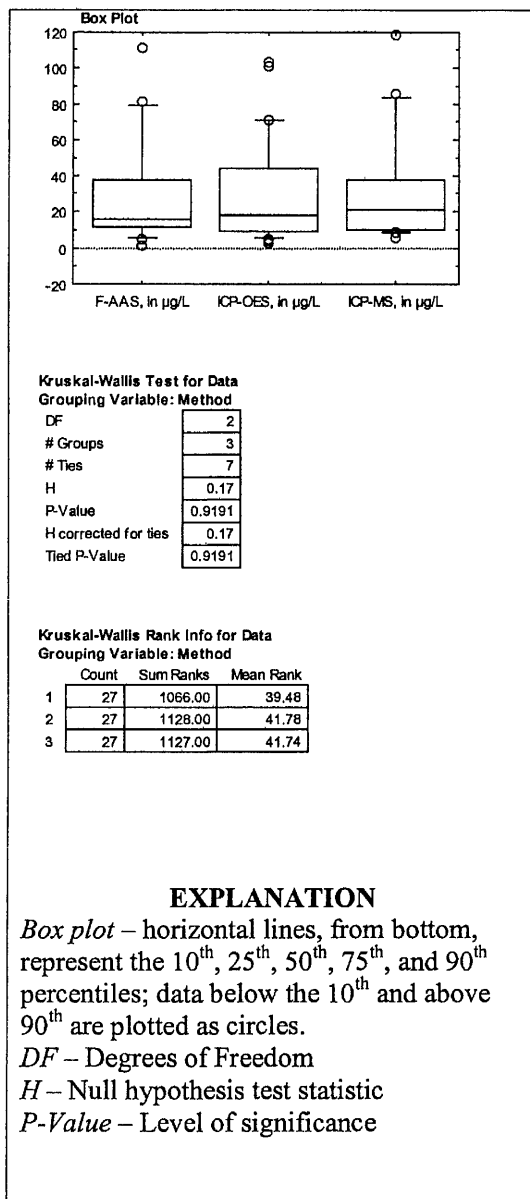 Box Plot
120
100
80
60
40
20
0
-20
F-AAS, in µg/L ICP-OES, in µg/L ICP-MS, in µg/L
Kruskal-Wallis Test for Data
Grouping Variable: Method
DF 2
# Groups 3
# Ties 7
H 0.17
P-Value 0.9191
H corrected for ties 0.17
Tied P-Value 0.9191
Kruskal-Wallis Rank Info for Data
Grouping Variable: Method
Count Sum Ranks Mean Rank
1 27 1066.00 39.48
2 27 1128.00 41.78
3 27 1127.00 41.74
EXPLANATION
Box plot – horizontal lines, from bottom,
represent the 10th, 25th, 50th, 75th, and 90th
percentiles; data below the 10th and above
90th are plotted as circles.
DF – Degrees of Freedom
H – Null hypothesis test statistic
P-Value – Level of significance